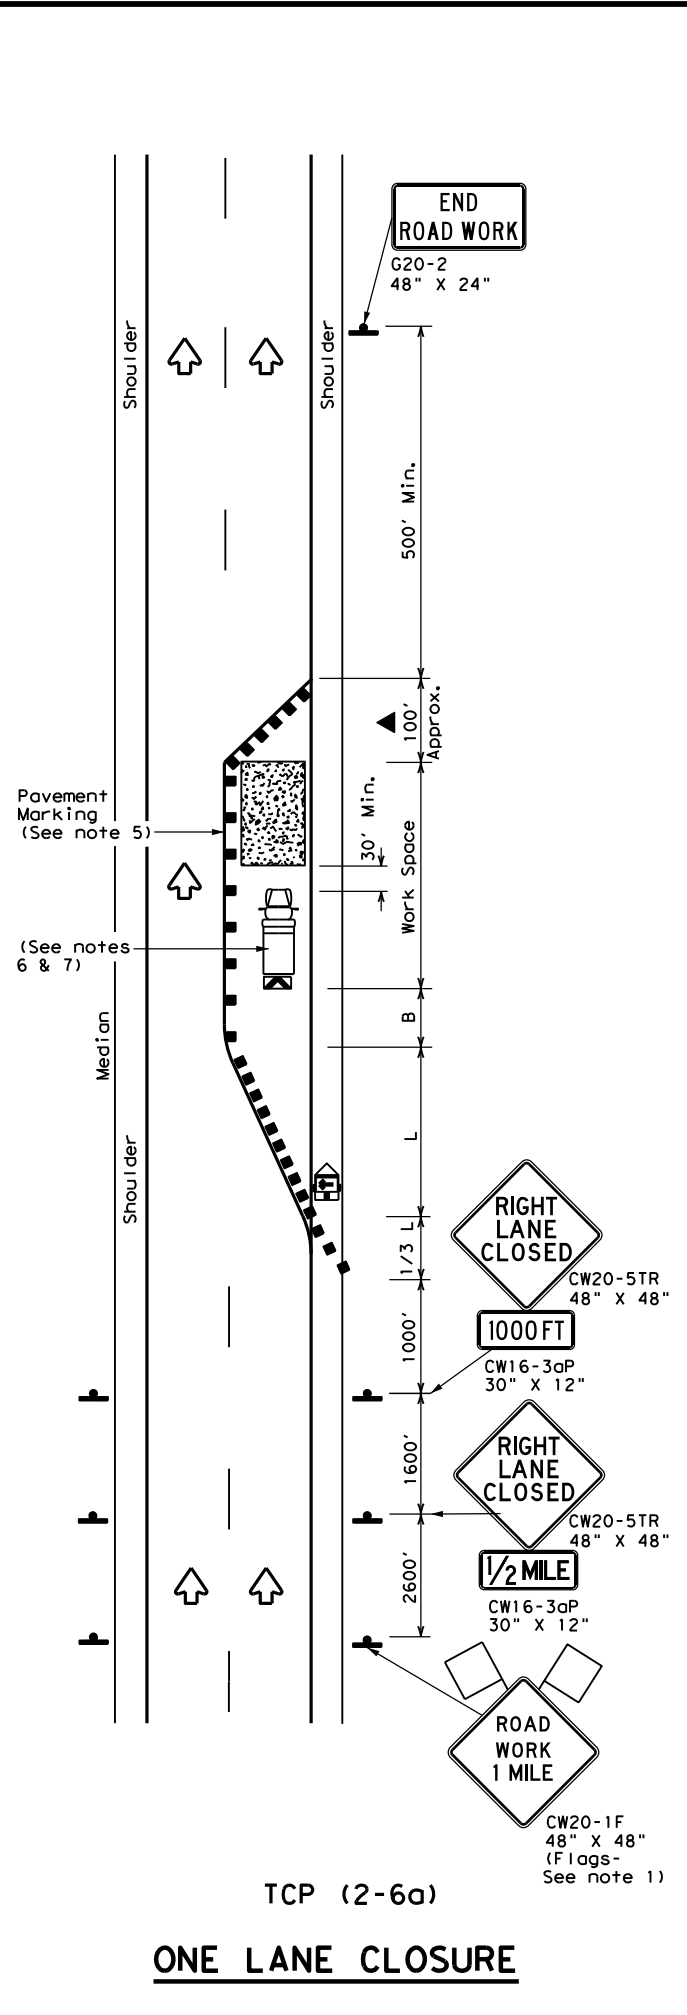 END
ROAD WORK
G20-2
48" X 24"
Shoulder
Shoulder
500' Min.
100'
Approx.
30' Min.
Pavement
Marking
(See note 5)
Work Space
(See notes
6 & 7)
B
Median
L
Shoulder
RIGHT
LANE
CLOSED
1/3 L
CW20-5TR
48" X 48"
1000 FT
1000'
CW16-3aP
30" X 12"
RIGHT
LANE
CLOSED
1600'
CW20-5TR
48" X 48"
1/2 MILE
2600'
CW16-3aP
30" X 12"
ROAD
WORK
1 MILE
CW20-1F
48" X 48"
(Flags-
See note 1)
TCP (2-6a)
ONE LANE CLOSURE